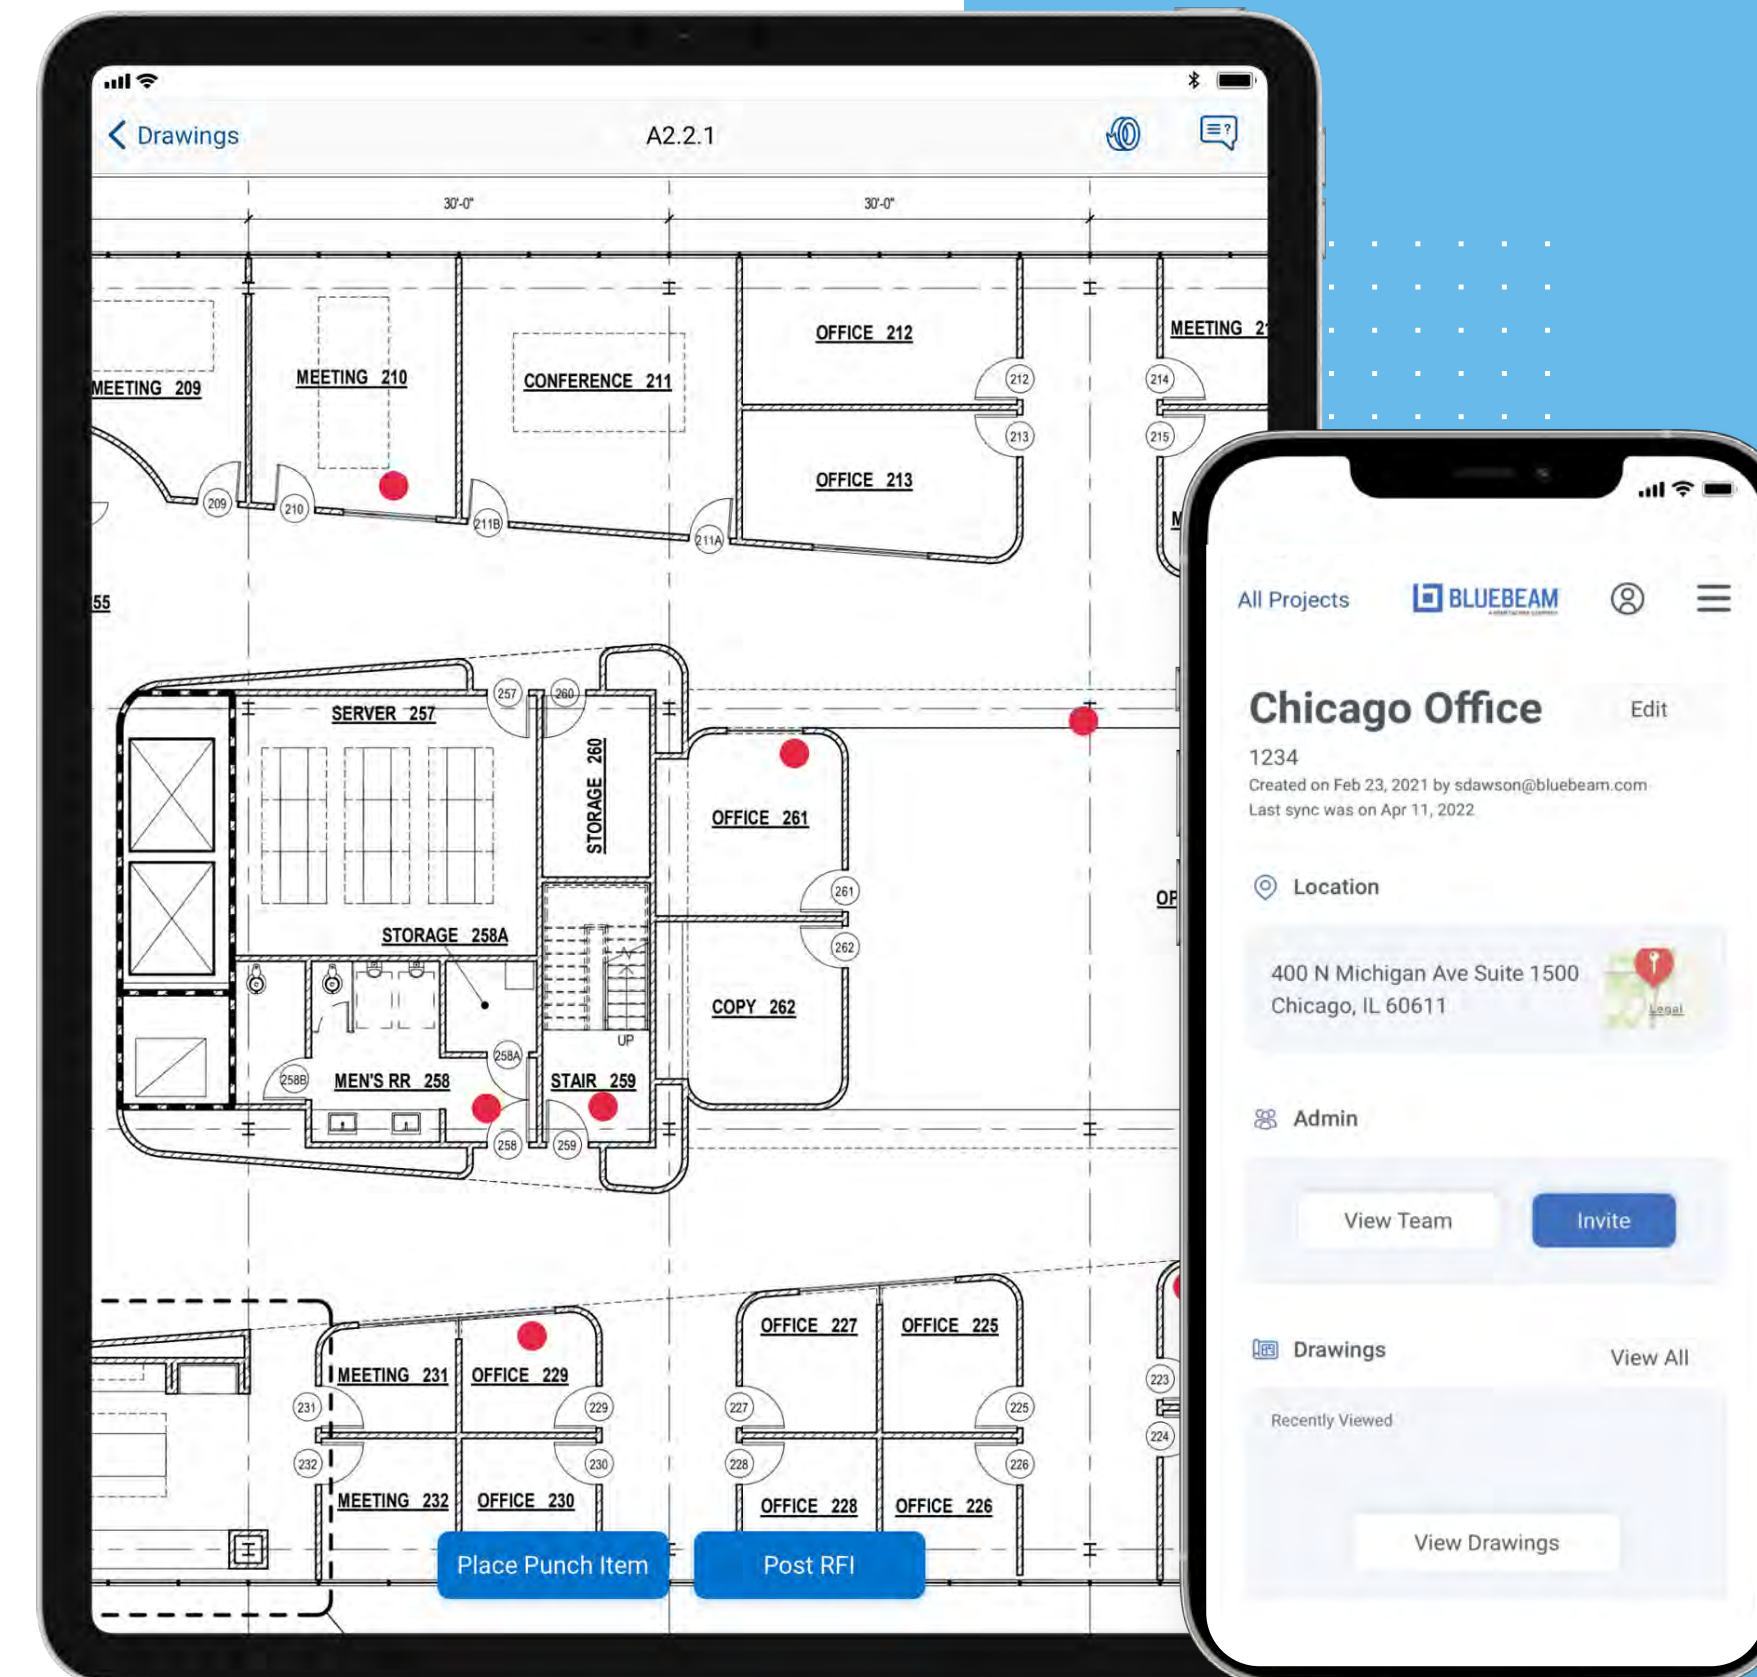 Drawings
A2.2.1
30'-0"
30'-0"
MEETING 209
MEETING 210
CONFERENCE 211
OFFICE 212
MEETING
212
213
214
215
OFFICE 213
209
210
211B
211A
55
257
260
SERVER 257
STORAGE 260
OFFICE 261
261
262
STORAGE 258A
COPY 262
UP
258A
258B
MEN'S RR 258
STAIR 259
258
259
OFFICE 227
OFFICE 225
MEETING 231
OFFICE 229
231
229
227
225
223
232
230
228
226
224
MEETING 232
OFFICE 230
OFFICE 228
OFFICE 226
Place Punch Item
Post RFI
All Projects
BLUEBEAM
Chicago Office
Edit
1234
Created on Feb 23, 2021 by sdawson@bluebeam.com
Last sync was on Apr 11, 2022
Location
400 N Michigan Ave Suite 1500
Chicago, IL 60611
Legal
Admin
View Team
Invite
Drawings
View All
Recently Viewed
View Drawings